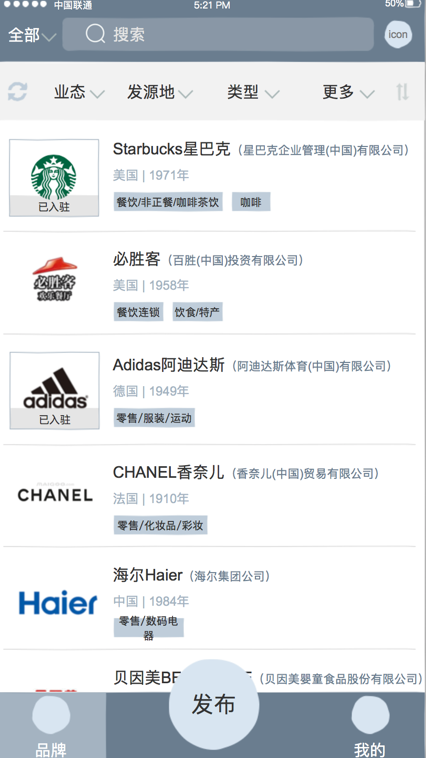 中国联通 5:21 PM 50%
全部 搜索 icon
业态 发源地 类型 更多
Starbucks星巴克（星巴克企业管理(中国)有限公司）
美国 | 1971年
餐饮/非正餐/咖啡茶饮 咖啡
已入驻
必胜客（百胜(中国)投资有限公司）
必胜客
欢乐餐厅
美国 | 1958年
餐饮连锁 饮食/特产
Adidas阿迪达斯（阿迪达斯体育(中国)有限公司）
德国 | 1949年
adidas
零售/服装/运动
已入驻
CHANEL香奈儿（香奈儿(中国)贸易有限公司）
CHANEL
法国 | 1910年
零售/化妆品/彩妆
海尔Haier（海尔集团公司）
Haier
中国 | 1984年
零售/数码电
器
贝因美BE（贝因美婴童食品股份有限公司）
发布
品牌 我的